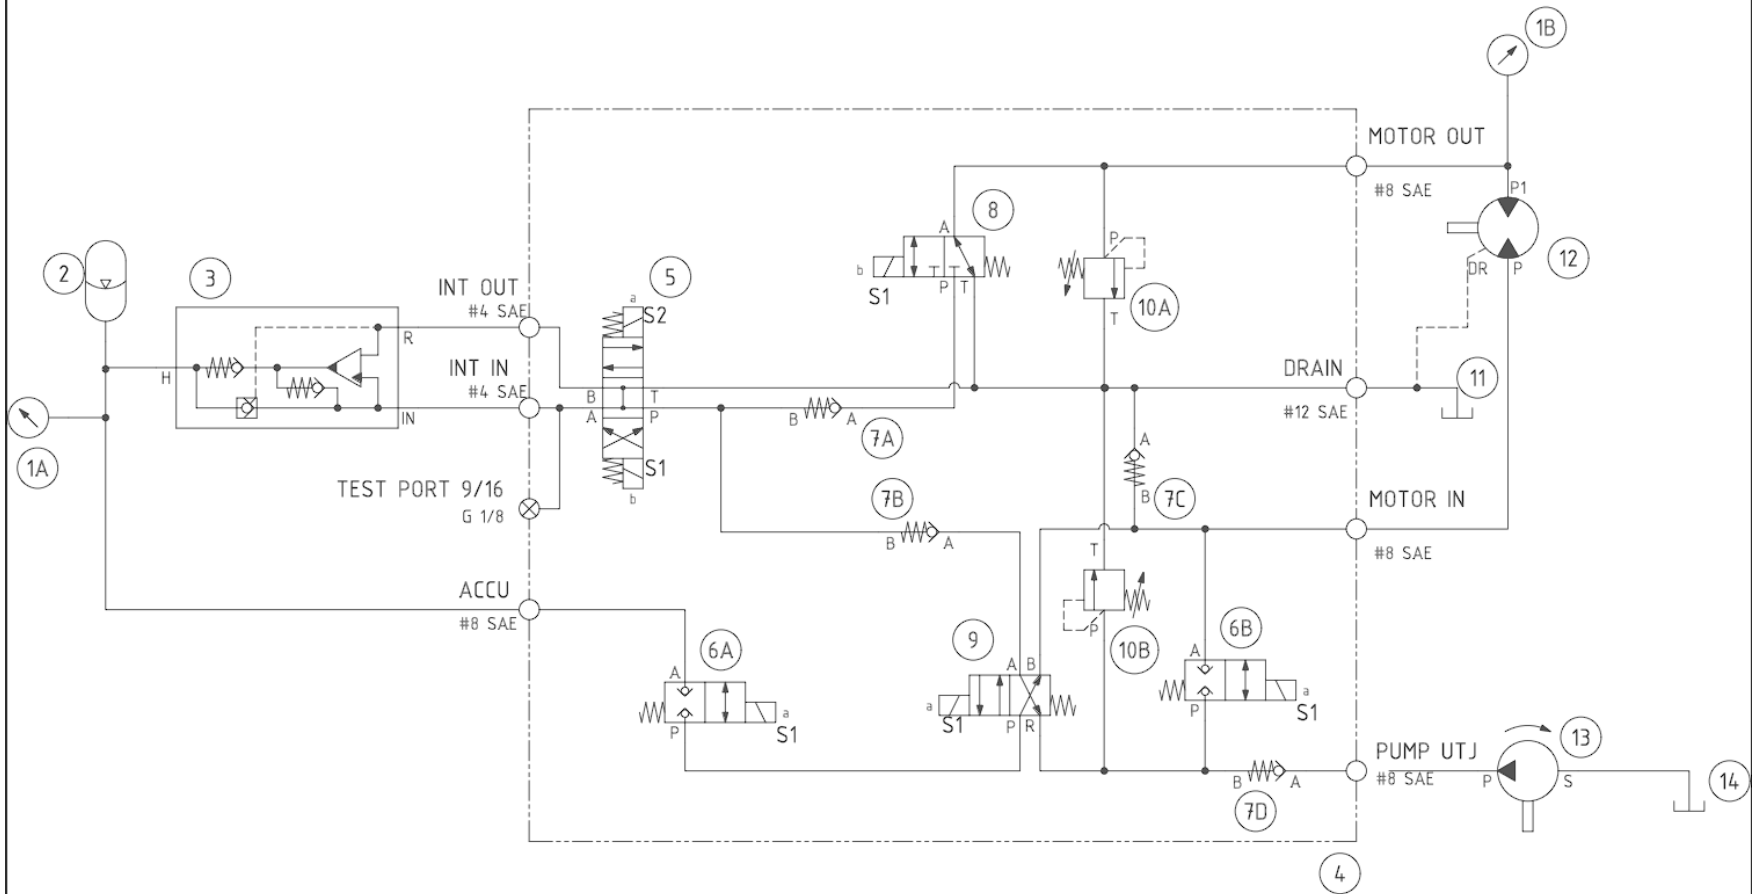 1B
MOTOR OUT
#8 SAE
P1
8
A
b
S1
T T
P T
P
T
10A
DR P
12
2
3
INT OUT
#4 SAE
5
a
S2
R
H
INT IN
#4 SAE
B T
A P
IN
DRAIN
#12 SAE
11
B A
7A
1A
S1
b
TEST PORT 9/16
G 1/8
7B
B A
A
B
7C
MOTOR IN
#8 SAE
ACCU
#8 SAE
T
P
10B
6B
A
P
a
S1
6A
A
P
a
S1
9
A B
a
S1
P R
PUMP UTJ
#8 SAE
B A
7D
13
P S
14
4